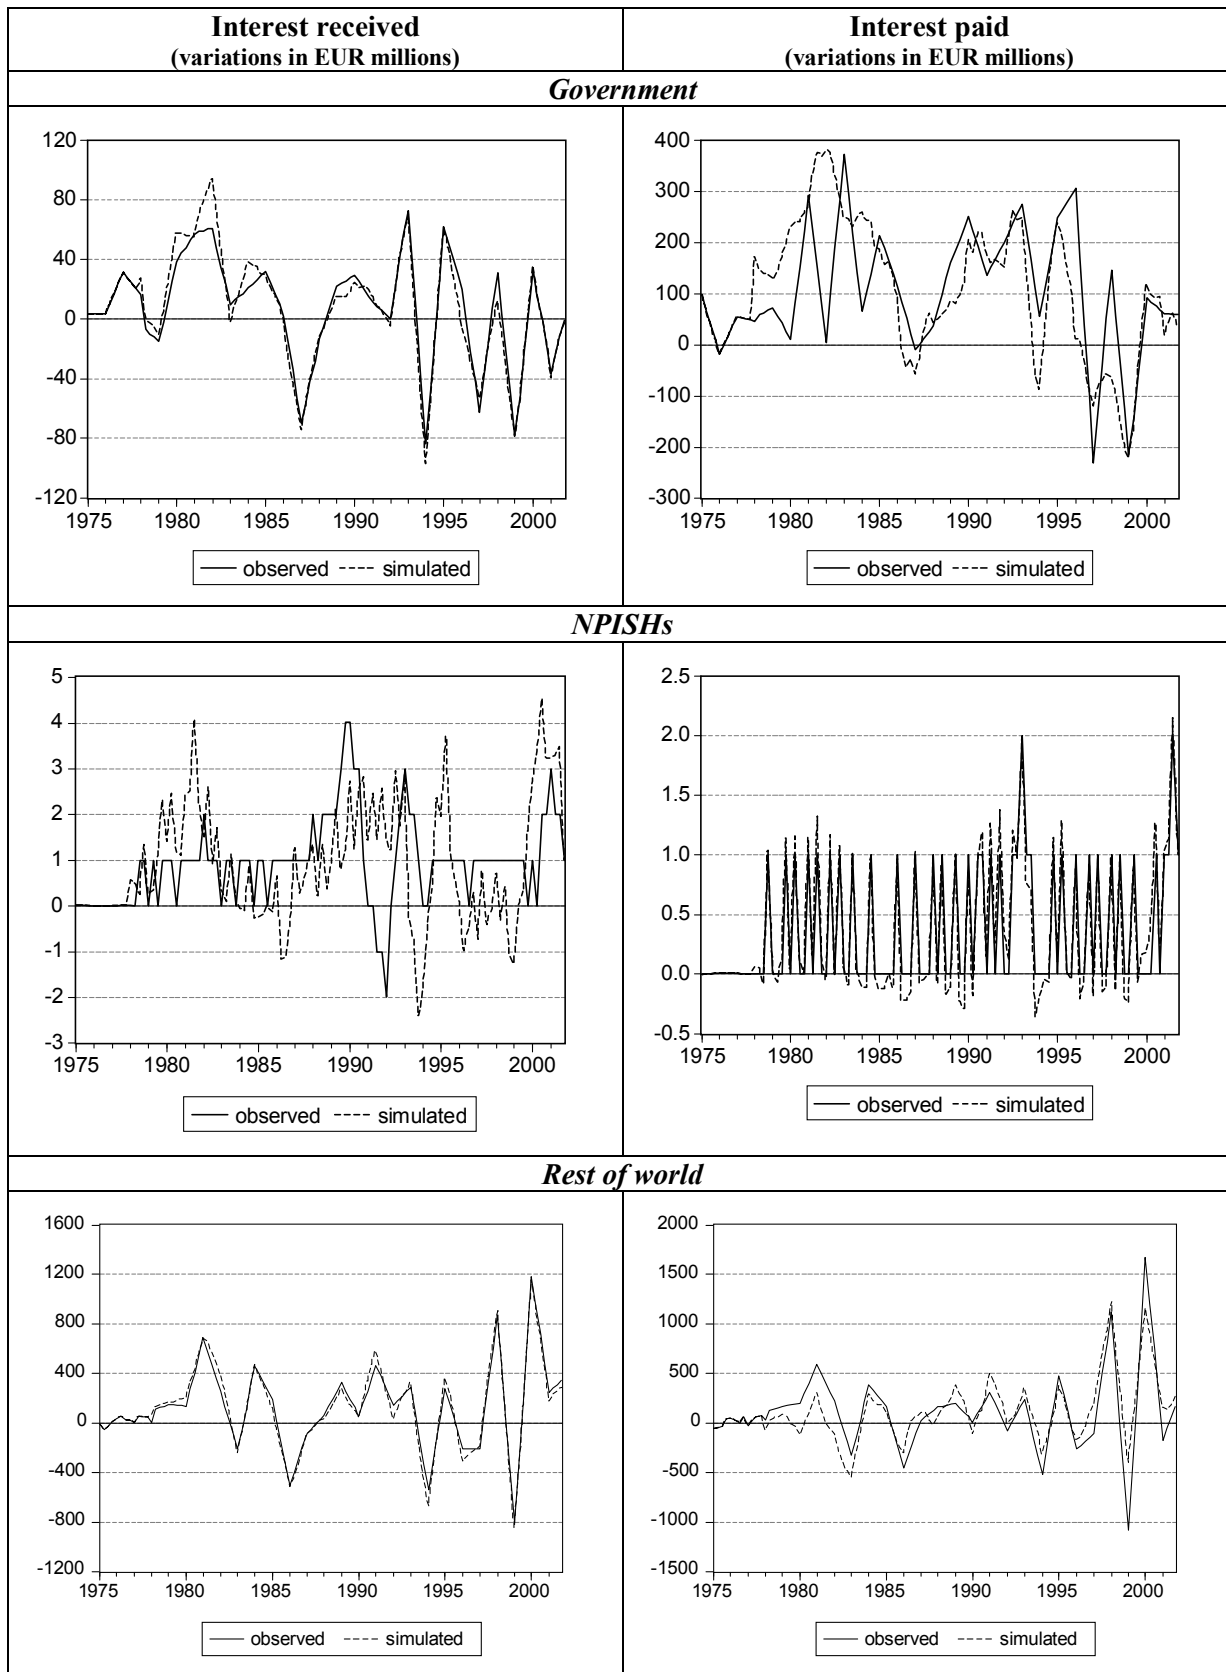 Interest received
(variations in EUR millions)
Interest paid
(variations in EUR millions)
Government
120
80
40
0
-40
-80
-120
1975 1980 1985 1990 1995 2000
observed simulated
400
300
200
100
0
-100
-200
-300
1975 1980 1985 1990 1995 2000
observed simulated
NPISHs
5
4
3
2
1
0
-1
-2
-3
1975 1980 1985 1990 1995 2000
observed simulated
2.5
2.0
1.5
1.0
0.5
0.0
-0.5
1975 1980 1985 1990 1995 2000
observed simulated
Rest of world
1600
1200
800
400
0
-400
-800
-1200
1975 1980 1985 1990 1995 2000
observed simulated
2000
1500
1000
500
0
-500
-1000
-1500
1975 1980 1985 1990 1995 2000
observed simulated